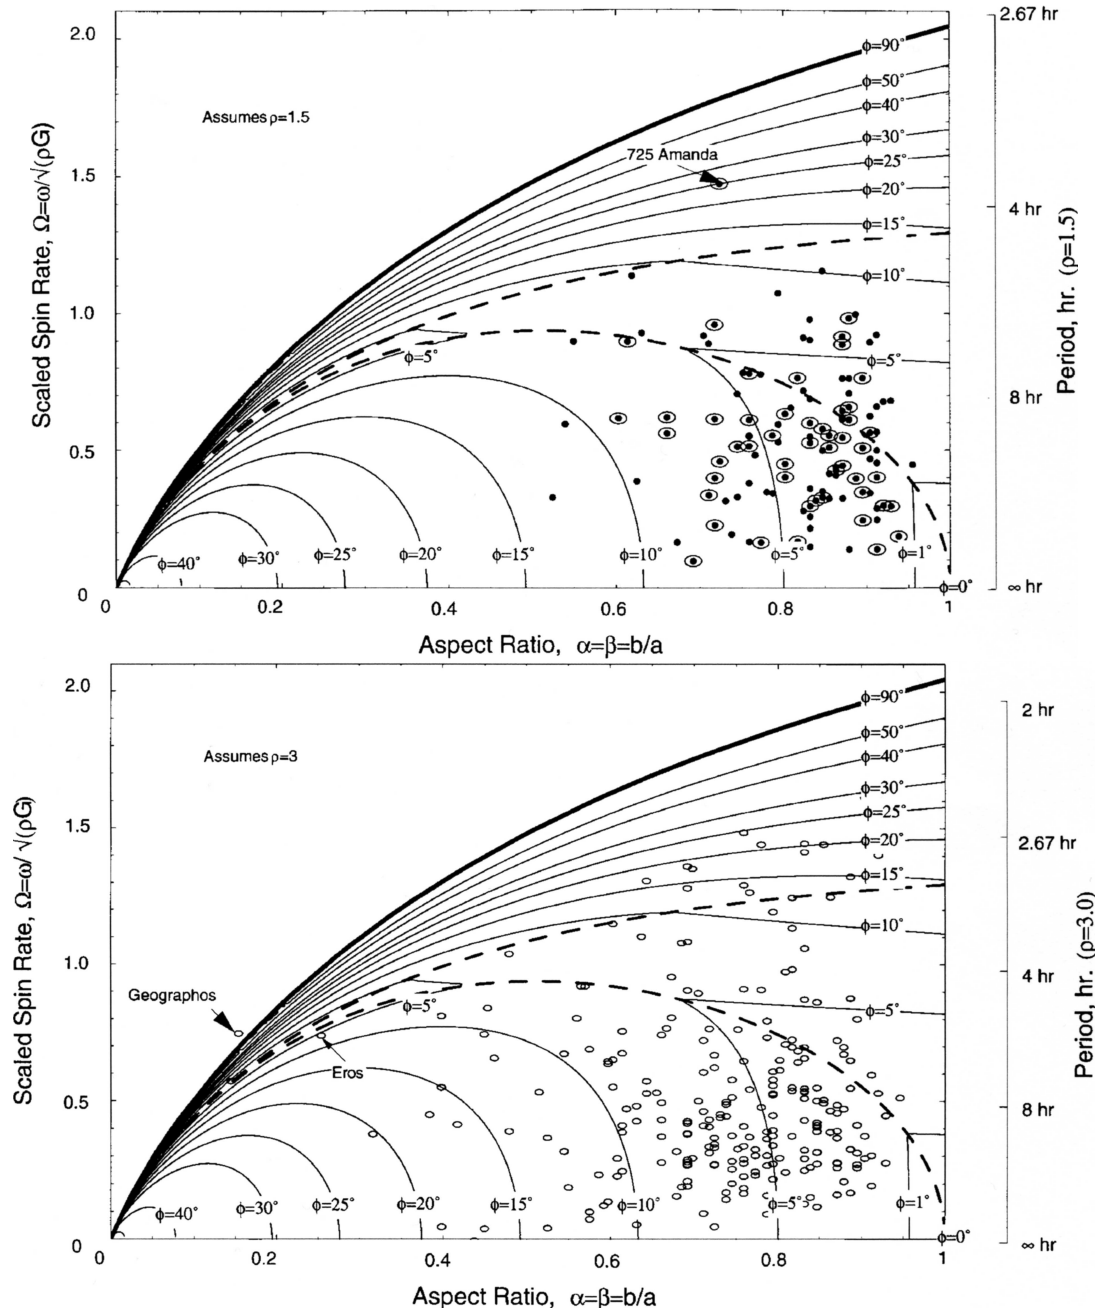 2.67 hr
2.0
ϕ=90˚
ϕ=50˚
Assumes ρ=1.5
ϕ=40˚
ϕ=30˚
725 Amanda
ϕ=25˚
1.5
ϕ=20˚
4 hr
ϕ=15˚
ϕ=10˚
1.0
ϕ=5˚
ϕ=5˚
8 hr
0.5
ϕ=40˚
ϕ=30˚
ϕ=25˚
ϕ=20˚
ϕ=15˚
ϕ=10˚
ϕ=5˚
ϕ=1˚
ϕ=0˚
0
∞ hr
0 0.2 0.4 0.6 0.8 1
Scaled Spin Rate, Ω=ω/√(ρG)
Period, hr. (ρ=1.5)
Aspect Ratio, α=β=b/a
2.0
ϕ=90˚
2 hr
ϕ=50˚
Assumes ρ=3
ϕ=40˚
ϕ=30˚
ϕ=25˚
1.5
ϕ=20˚
2.67 hr
ϕ=15˚
ϕ=10˚
1.0
4 hr
Geographos
ϕ=5˚
ϕ=5˚
Eros
0.5
8 hr
ϕ=40˚
ϕ=30˚
ϕ=25˚
ϕ=20˚
ϕ=15˚
ϕ=10˚
ϕ=5˚
ϕ=1˚
ϕ=0˚
0
∞ hr
0 0.2 0.4 0.6 0.8 1
Scaled Spin Rate, Ω=ω/√(ρG)
Period, hr. (ρ=3.0)
Aspect Ratio, α=β=b/a